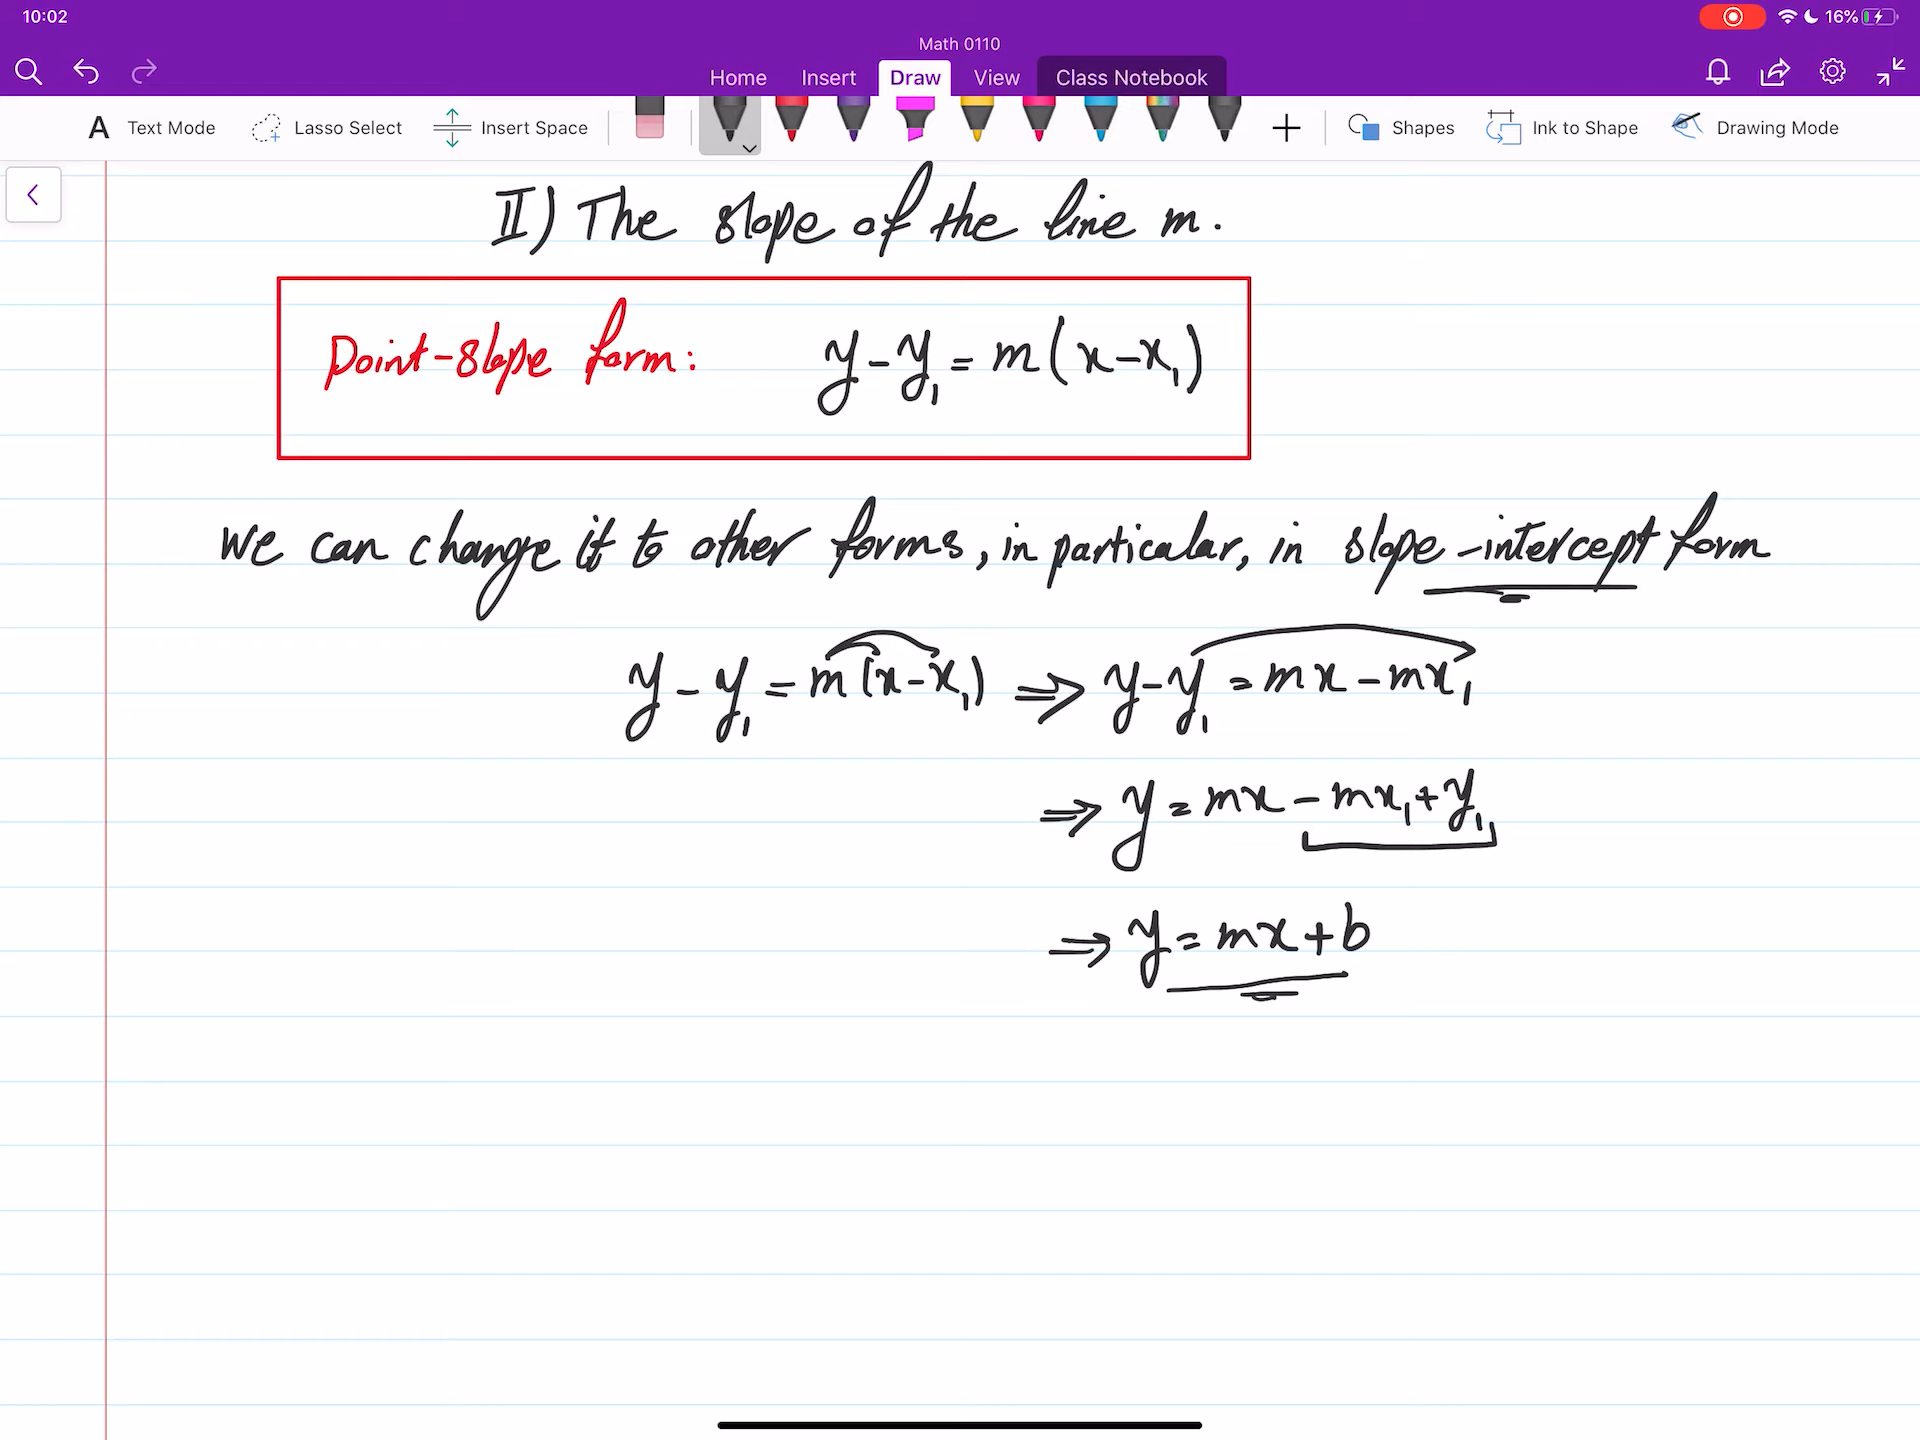 10:02
16%
Math 0110
Home Insert Draw View Class Notebook
Text Mode Lasso Select Insert Space Shapes Ink to Shape Drawing Mode
II) The slope of the line m.
Point-slope form: y-y₁ = m(x-x₁)
We can change it to other forms, in particular, in slope-intercept form
y-y₁ = m(x-x₁) ⇒ y-y₁ = mx-mx₁
⇒ y = mx-mx₁+y₁
⇒ y = mx+b